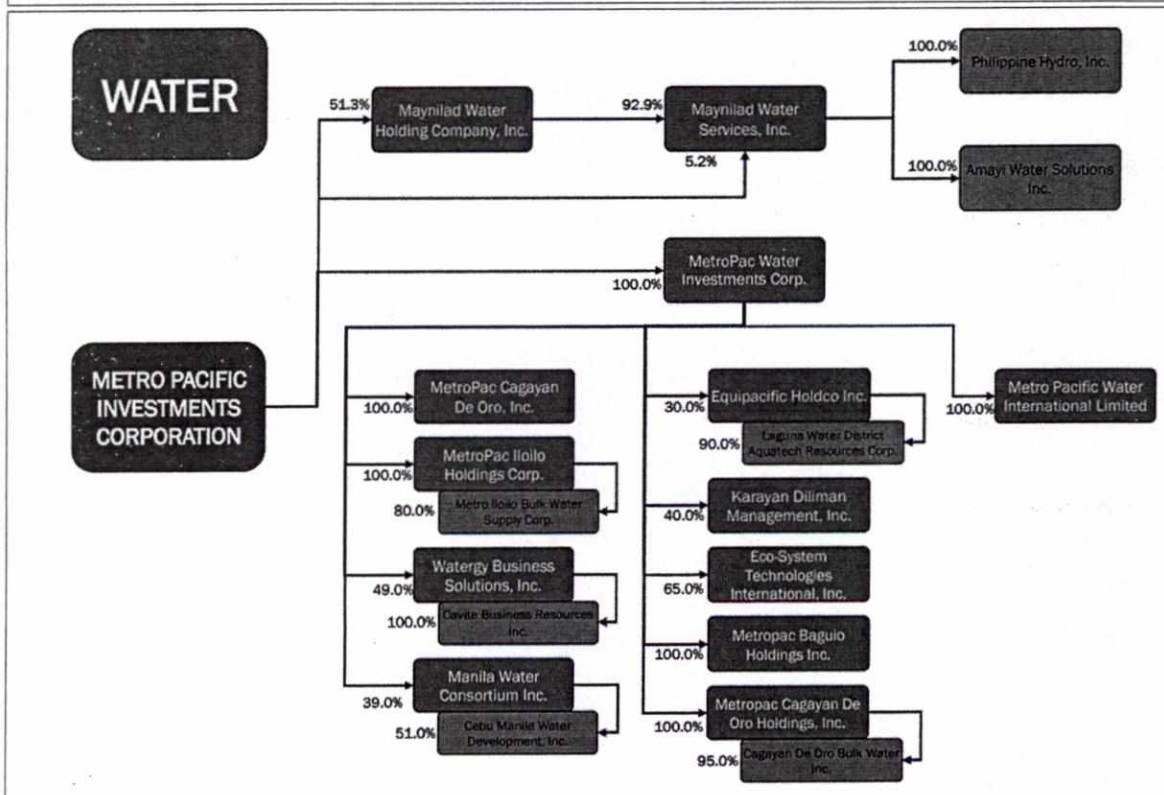 WATER
51.3%
Maynilad Water
Holding Company, Inc.
92.9%
Maynilad Water
Services, Inc.
5.2%
100.0%
Philippine Hydro, Inc.
100.0%
Amayi Water Solutions
Inc.
MetroPac Water
Investments Corp.
100.0%
METRO PACIFIC
INVESTMENTS
CORPORATION
MetroPac Cagayan
De Oro, Inc.
100.0%
MetroPac Iloilo
Holdings Corp.
100.0%
80.0%
Metro Iloilo Bulk Water
Supply Corp.
Watergy Business
Solutions, Inc.
49.0%
100.0%
Cavite Business Resources
Inc.
Manila Water
Consortium Inc.
39.0%
51.0%
Cebu Manila Water
Development, Inc.
Equipacific Holdco Inc.
30.0%
90.0%
Laguna Water District
Aquatech Resources Corp.
Karayan Diliman
Management, Inc.
40.0%
Eco-System
Technologies
International, Inc.
65.0%
Metropac Baguio
Holdings Inc.
100.0%
Metropac Cagayan De
Oro Holdings, Inc.
100.0%
95.0%
Cagayan De Oro Bulk Water
Inc.
Metro Pacific Water
International Limited
100.0%